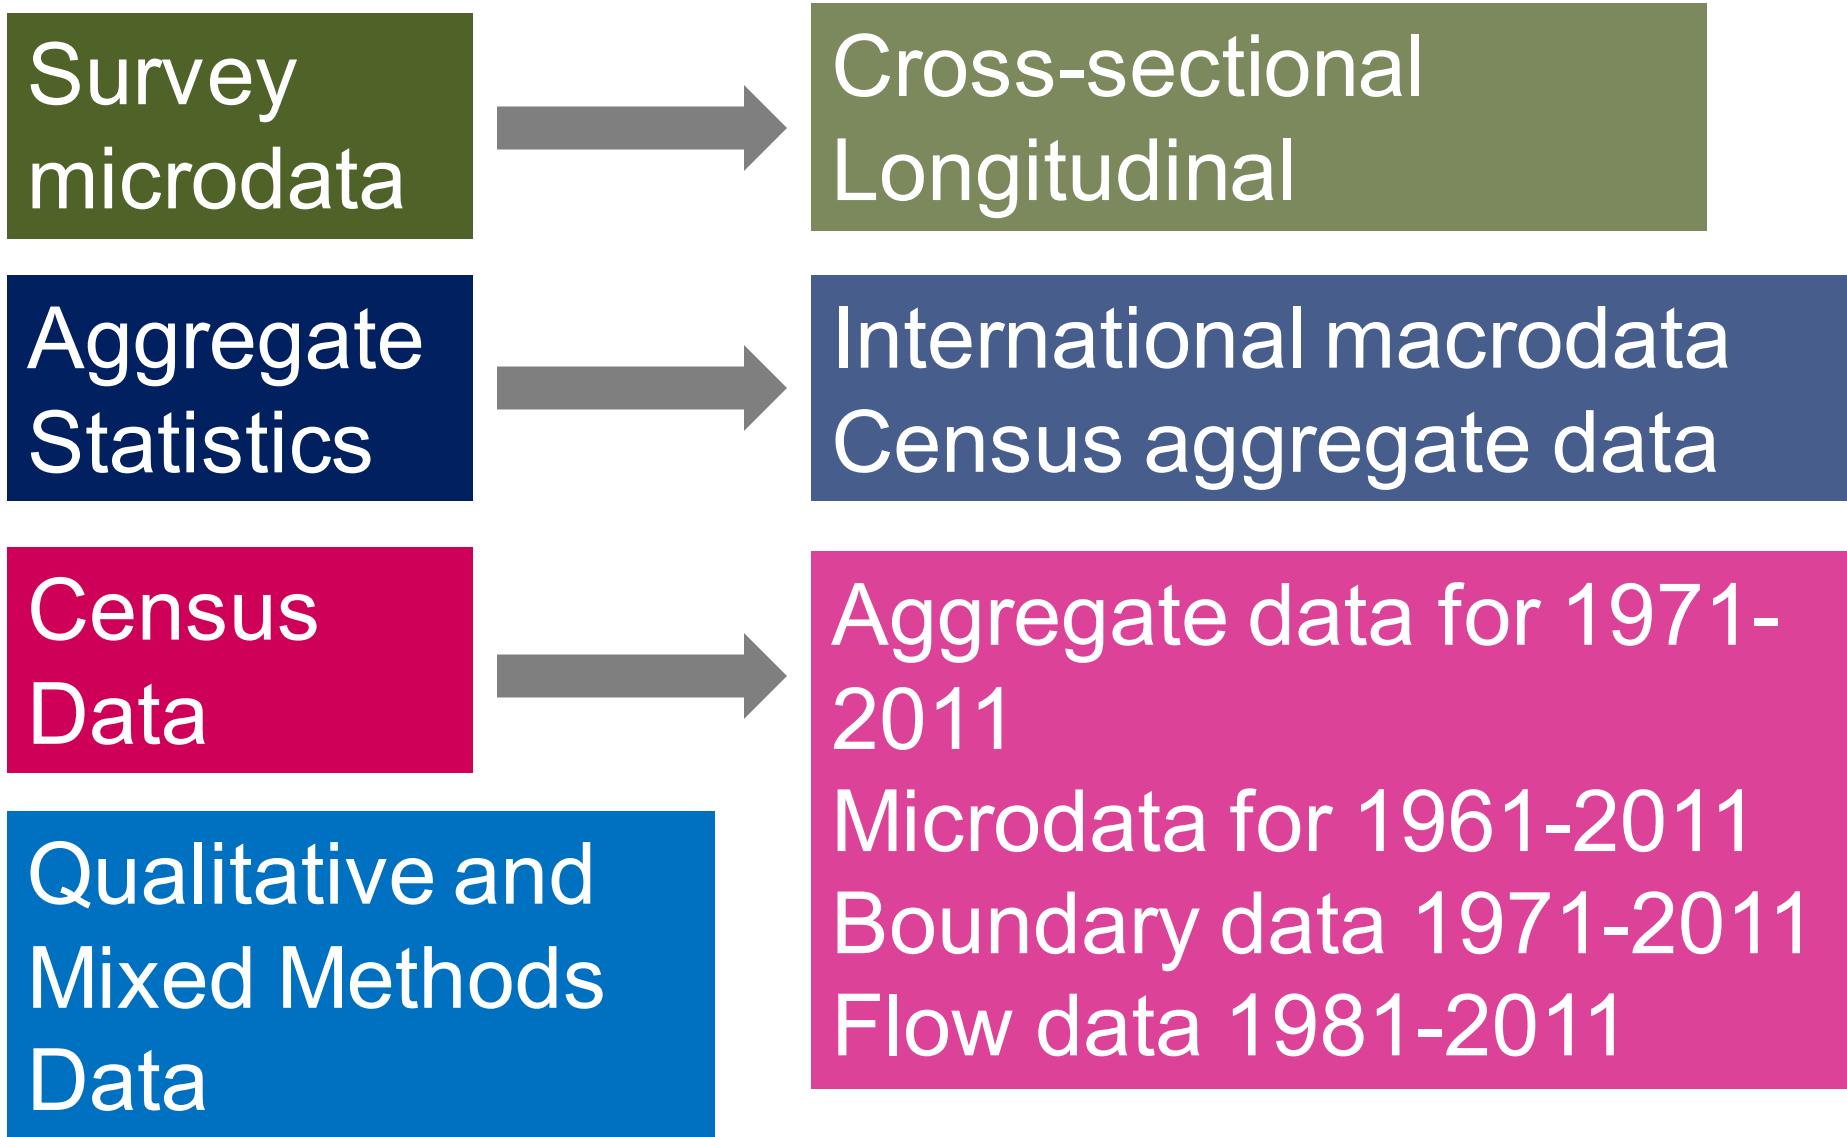 Survey
microdata
Cross-sectional
Longitudinal
Aggregate
Statistics
International macrodata
Census aggregate data
Census
Data
Aggregate data for 1971-
2011
Microdata for 1961-2011
Boundary data 1971-2011
Flow data 1981-2011
Qualitative and
Mixed Methods
Data